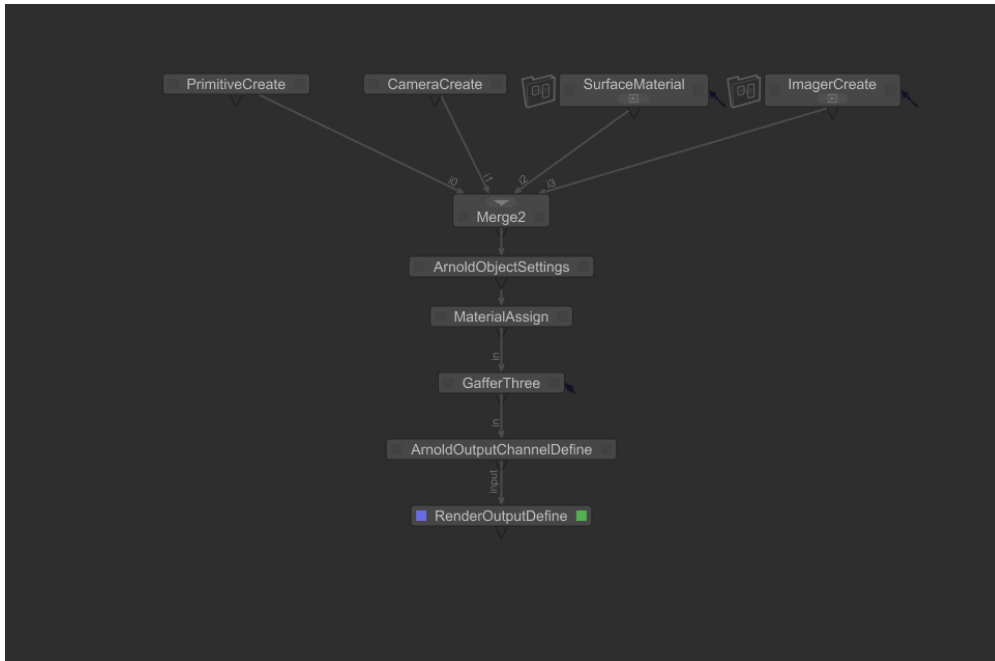 PrimitiveCreate
CameraCreate
SurfaceMaterial
ImagerCreate
i0
i1
i2
i3
Merge2
ArnoldObjectSettings
MaterialAssign
in
GafferThree
in
ArnoldOutputChannelDefine
input
RenderOutputDefine